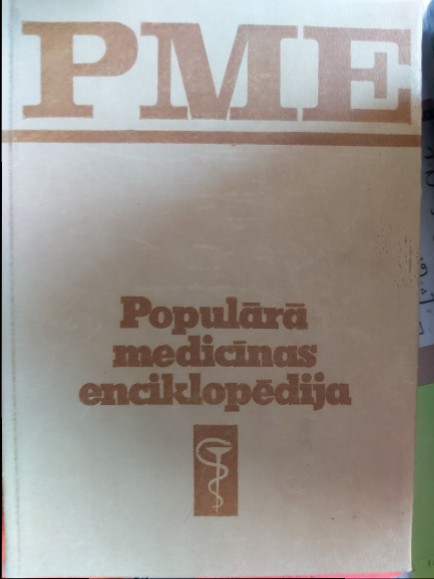 PME
Populārā
medicīnas
enciklopēdija